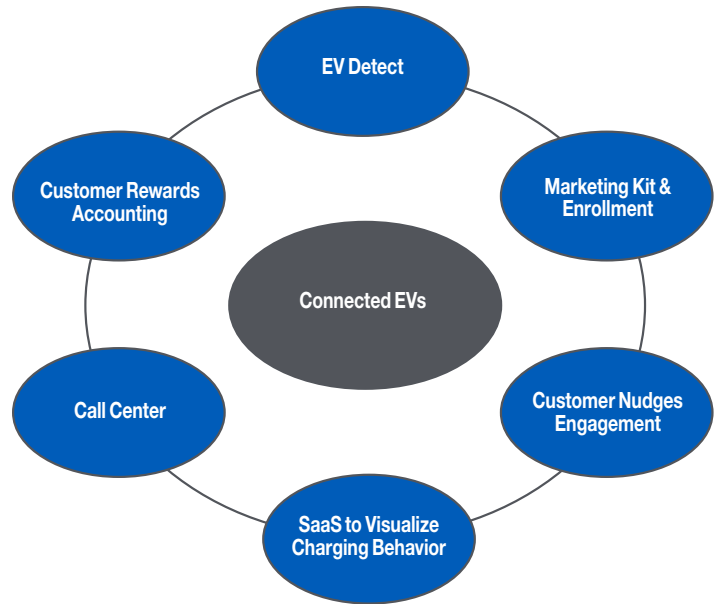 EV Detect
Marketing Kit &
Enrollment
Customer Nudges
Engagement
SaaS to Visualize
Charging Behavior
Call Center
Customer Rewards
Accounting
Connected EVs